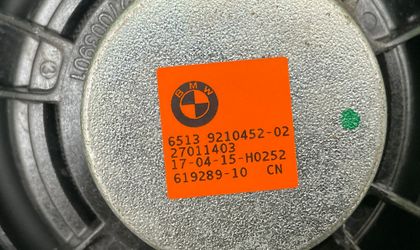 BMW
6513 9210452-02
27011403
17-04-15-H0252
619289-10 CN